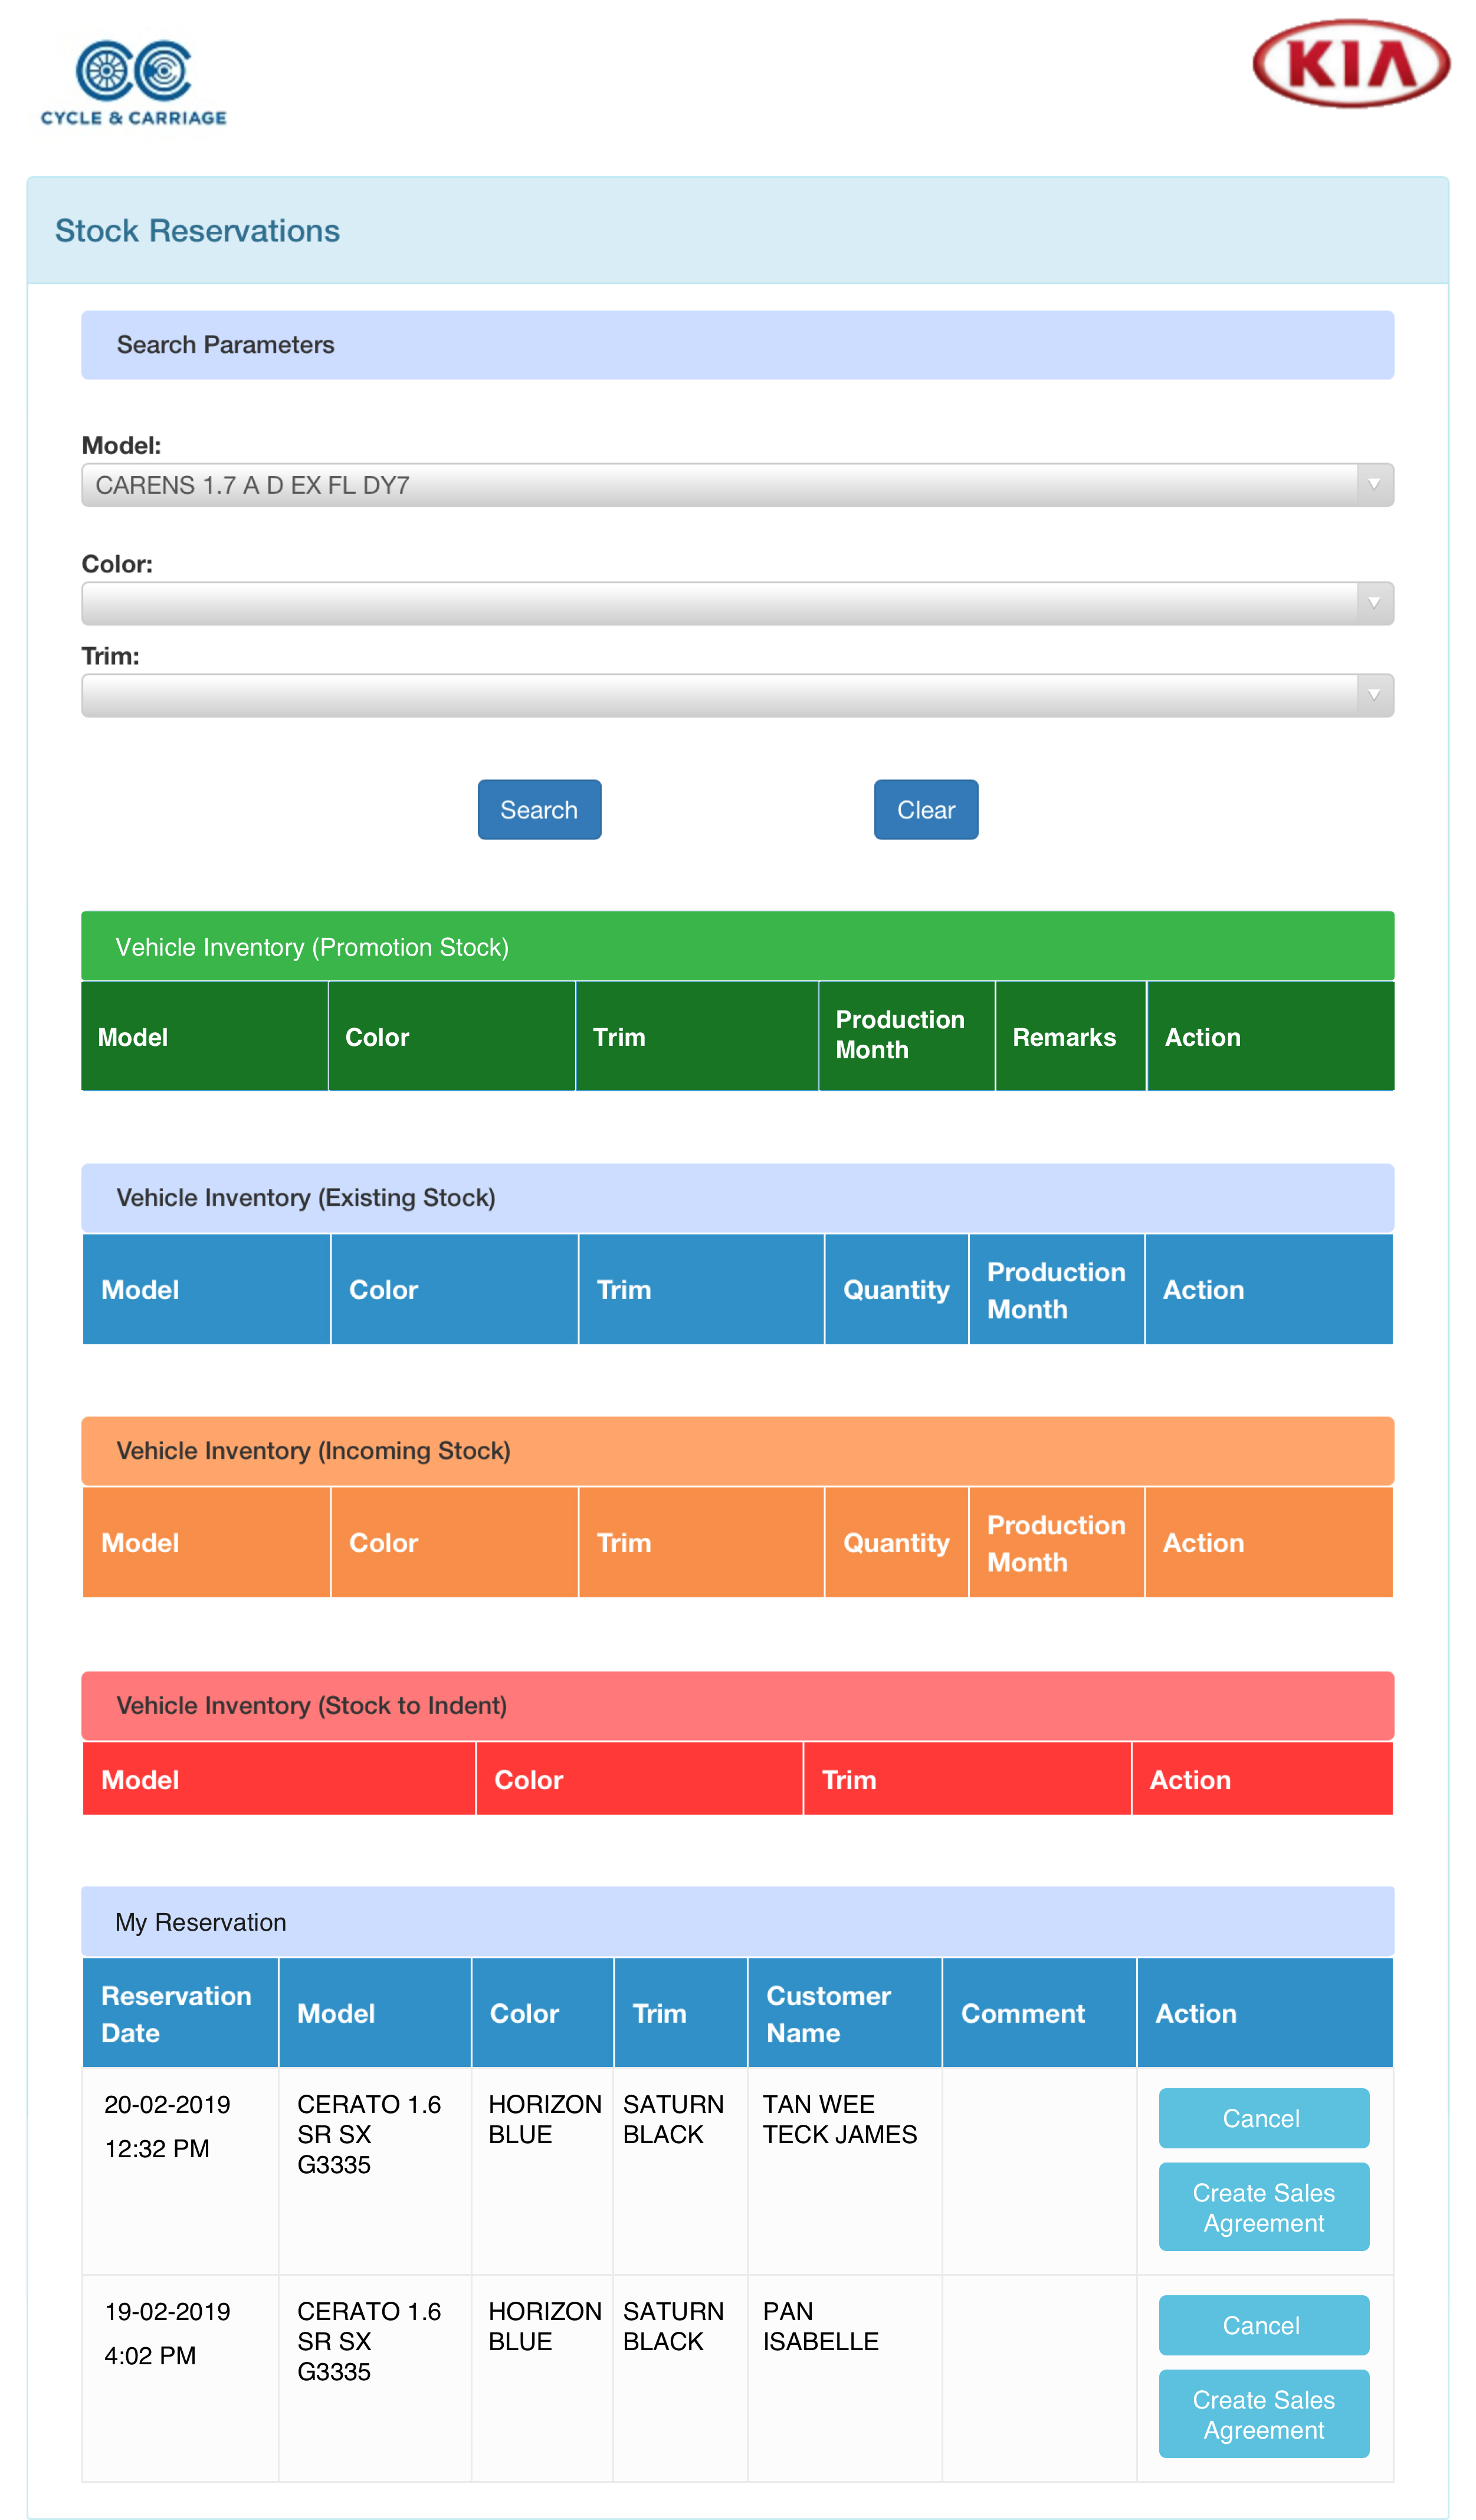 CYCLE & CARRIAGE
KIA
Stock Reservations
Search Parameters
Model:
CARENS 1.7 A D EX FL DY7
Color:
Trim:
Search Clear
Vehicle Inventory (Promotion Stock)
Model Color Trim Production Month Remarks Action
Vehicle Inventory (Existing Stock)
Model Color Trim Quantity Production Month Action
Vehicle Inventory (Incoming Stock)
Model Color Trim Quantity Production Month Action
Vehicle Inventory (Stock to Indent)
Model Color Trim Action
My Reservation
Reservation Date Model Color Trim Customer Name Comment Action
20-02-2019 12:32 PM CERATO 1.6 SR SX G3335 HORIZON BLUE SATURN BLACK TAN WEE TECK JAMES Cancel
Create Sales Agreement
19-02-2019 4:02 PM CERATO 1.6 SR SX G3335 HORIZON BLUE SATURN BLACK PAN ISABELLE Cancel
Create Sales Agreement